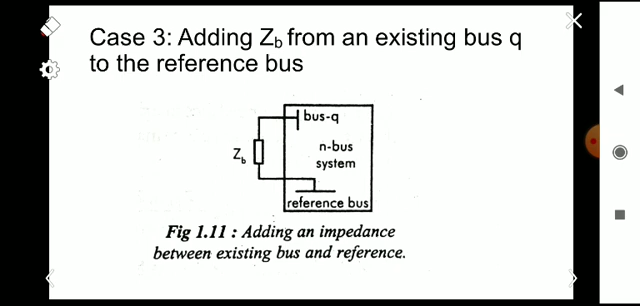 Case 3: Adding Zb from an existing bus q
to the reference bus
bus-q
Zb
n-bus
system
reference bus
Fig 1.11 : Adding an impedance
between existing bus and reference.